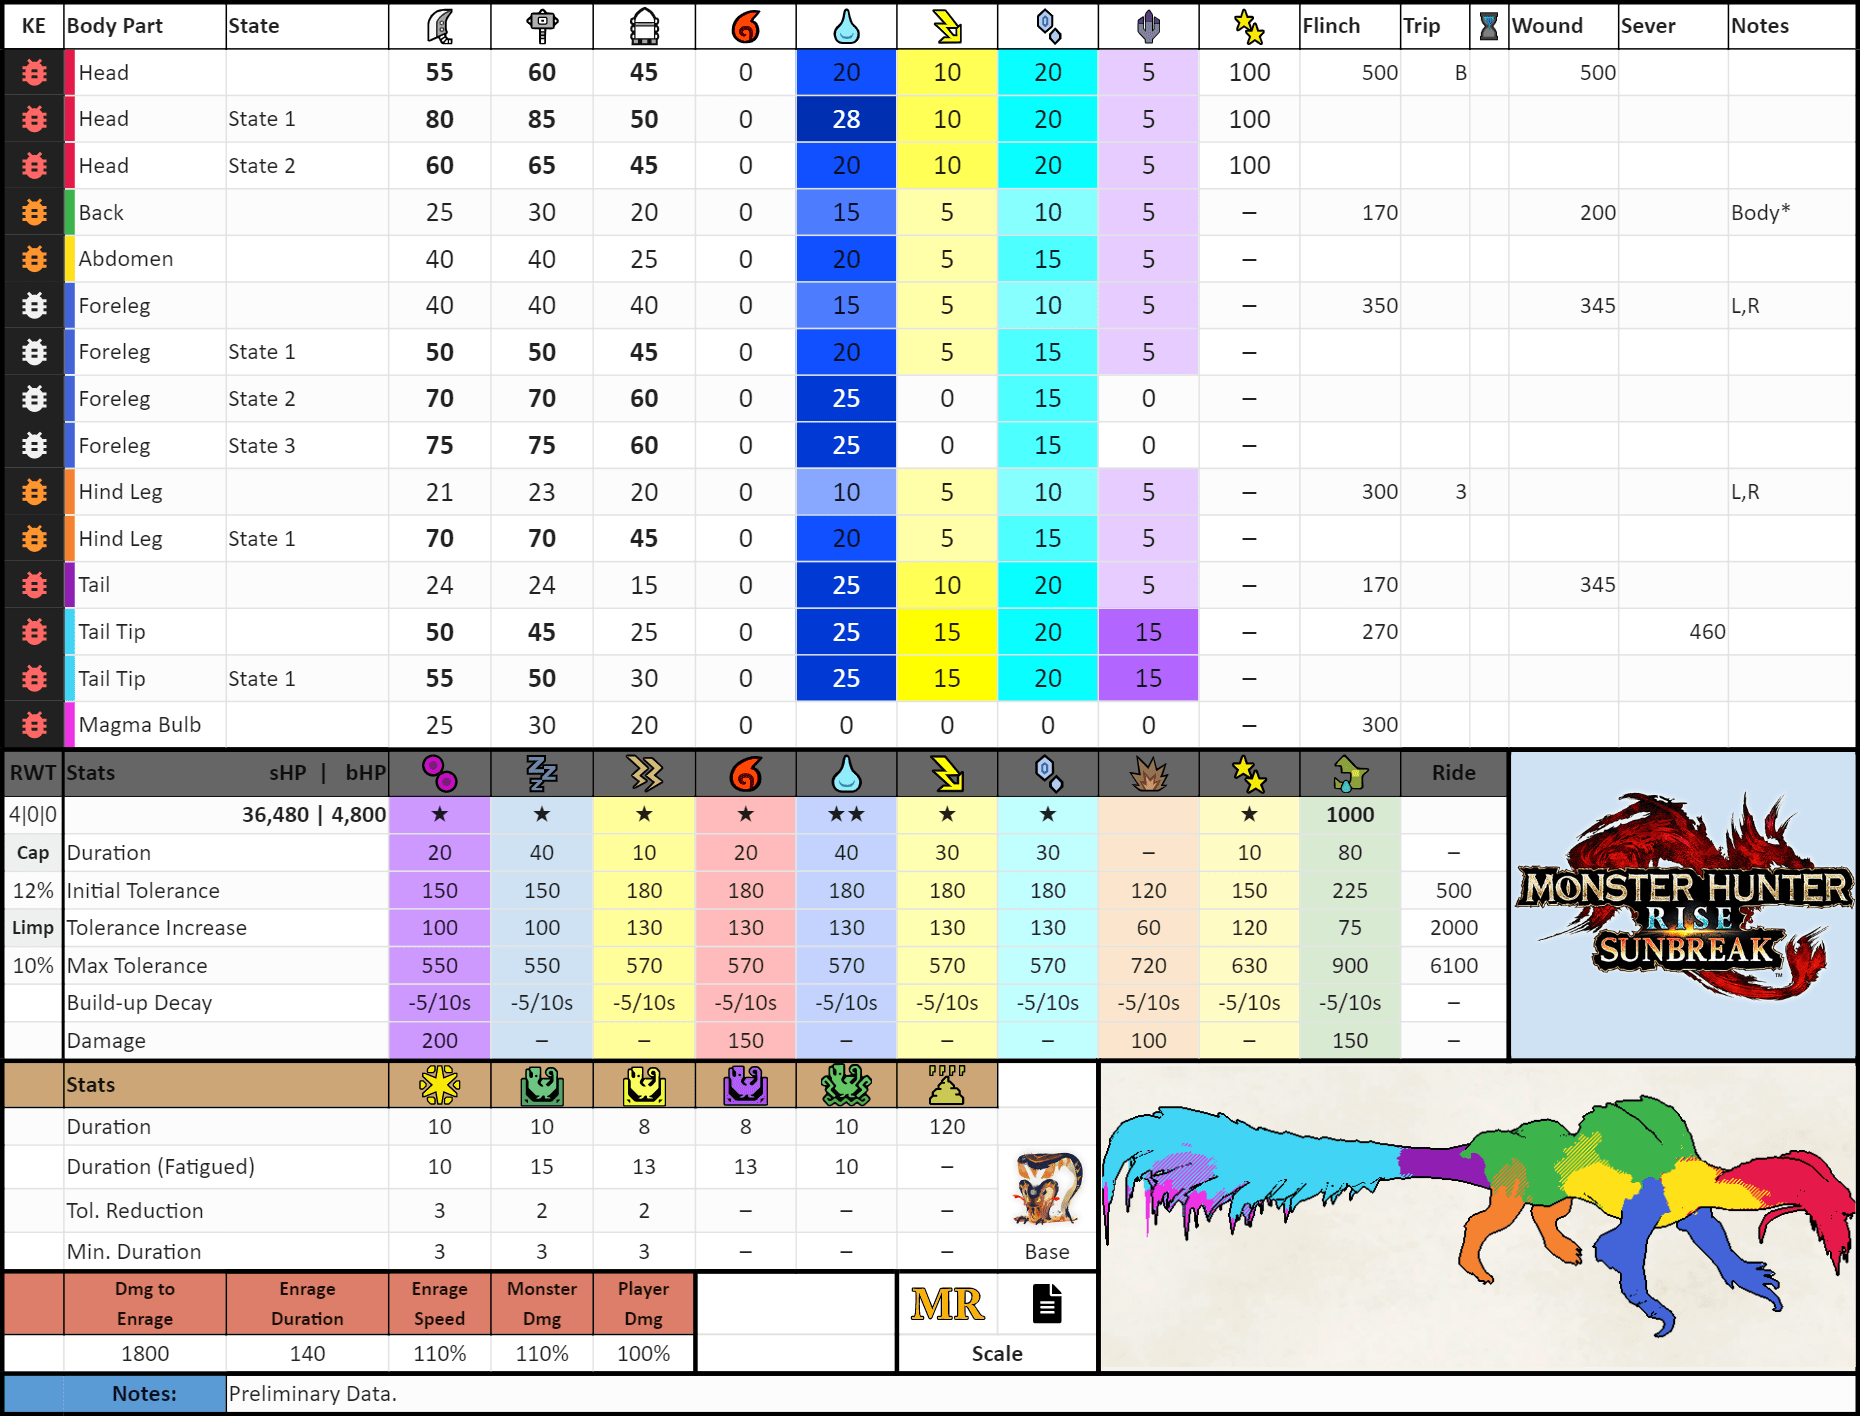 KE Body Part State Flinch Trip Wound Sever Notes
Head 55 60 45 0 20 10 20 5 100 500 B 500
Head State 1 80 85 50 0 28 10 20 5 100
Head State 2 60 65 45 0 20 10 20 5 100
Back 25 30 20 0 15 5 10 5 – 170 200 Body*
Abdomen 40 40 25 0 20 5 15 5 –
Foreleg 40 40 40 0 15 5 10 5 – 350 345 L,R
Foreleg State 1 50 50 45 0 20 5 15 5 –
Foreleg State 2 70 70 60 0 25 0 15 0 –
Foreleg State 3 75 75 60 0 25 0 15 0 –
Hind Leg 21 23 20 0 10 5 10 5 – 300 3 L,R
Hind Leg State 1 70 70 45 0 20 5 15 5 –
Tail 24 24 15 0 25 10 20 5 – 170 345
Tail Tip 50 45 25 0 25 15 20 15 – 270 460
Tail Tip State 1 55 50 30 0 25 15 20 15 –
Magma Bulb 25 30 20 0 0 0 0 0 – 300
RWT Stats sHP | bHP Ride
4|0|0 36,480 | 4,800 ★ ★ ★ ★ ★★ ★ ★ ★ 1000
Cap Duration 20 40 10 20 40 30 30 – 10 80 –
12% Initial Tolerance 150 150 180 180 180 180 180 120 150 225 500
Limp Tolerance Increase 100 100 130 130 130 130 130 60 120 75 2000
10% Max Tolerance 550 550 570 570 570 570 570 720 630 900 6100
Build-up Decay -5/10s -5/10s -5/10s -5/10s -5/10s -5/10s -5/10s -5/10s -5/10s -5/10s –
Damage 200 – – 150 – – – 100 – 150 –
MONSTER HUNTER
RISE
SUNBREAK
™
Stats
Duration 10 10 8 8 10 120
Duration (Fatigued) 10 15 13 13 10 –
Tol. Reduction 3 2 2 – – –
Min. Duration 3 3 3 – – – Base
Dmg to Enrage Enrage Monster Player
Enrage Duration Speed Dmg Dmg MR
1800 140 110% 110% 100% Scale
Notes: Preliminary Data.